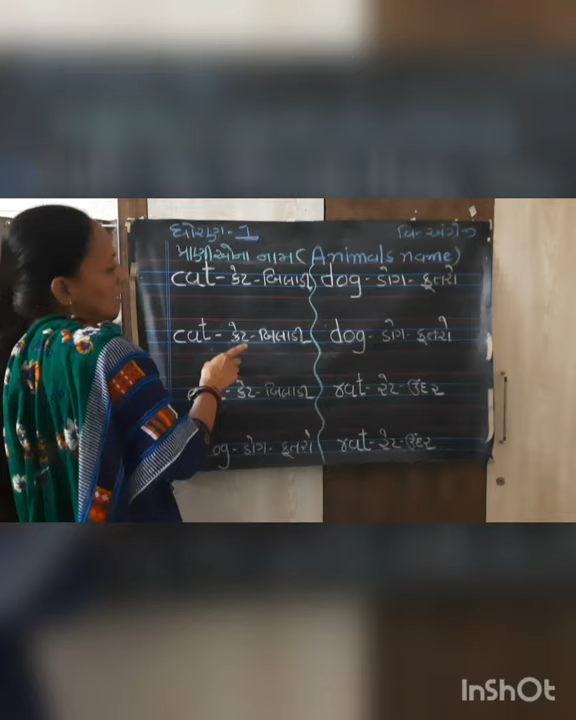 ધોરણ-1 વિ-અંગ્રેજી
પ્રાણીઓના નામ (Animals name)
cat - કેટ - બિલાડી dog - ડોગ - કૂતરો
cat - કેટ - બિલાડી dog - ડોગ - કૂતરો
કેટ - બિલાડી rat - રેટ - ઉંદર
dog - ડોગ - કૂતરો rat - રેટ - ઉંદર
InShOt